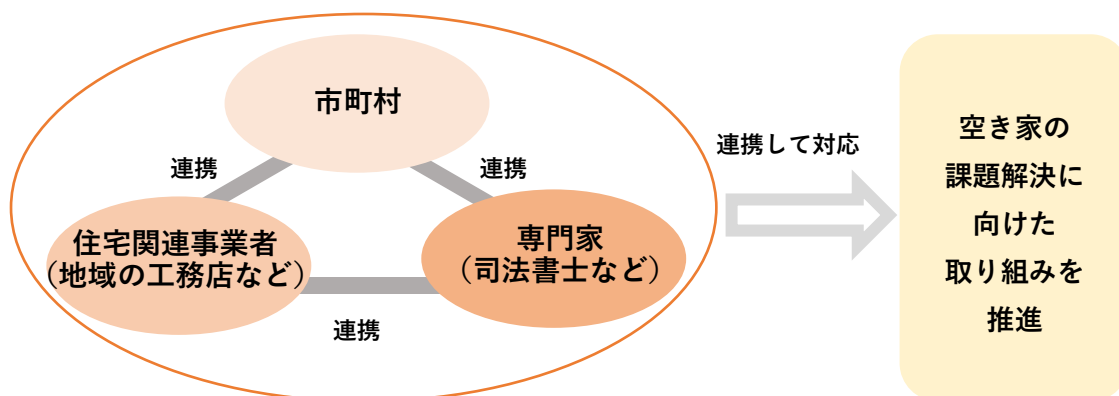 市町村
連携
連携
住宅関連事業者
（地域の工務店など）
専門家
（司法書士など）
連携
連携して対応
空き家の
課題解決に
向けた
取り組みを
推進